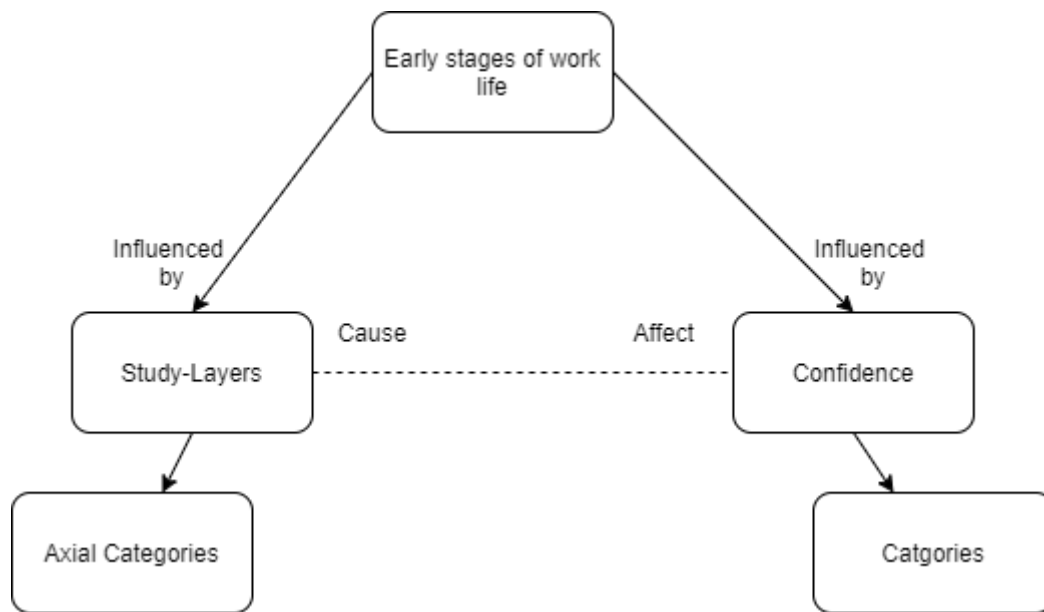 Early stages of work
life
Influenced
by
Influenced
by
Cause
Affect
Study-Layers
Confidence
Axial Categories
Catgories